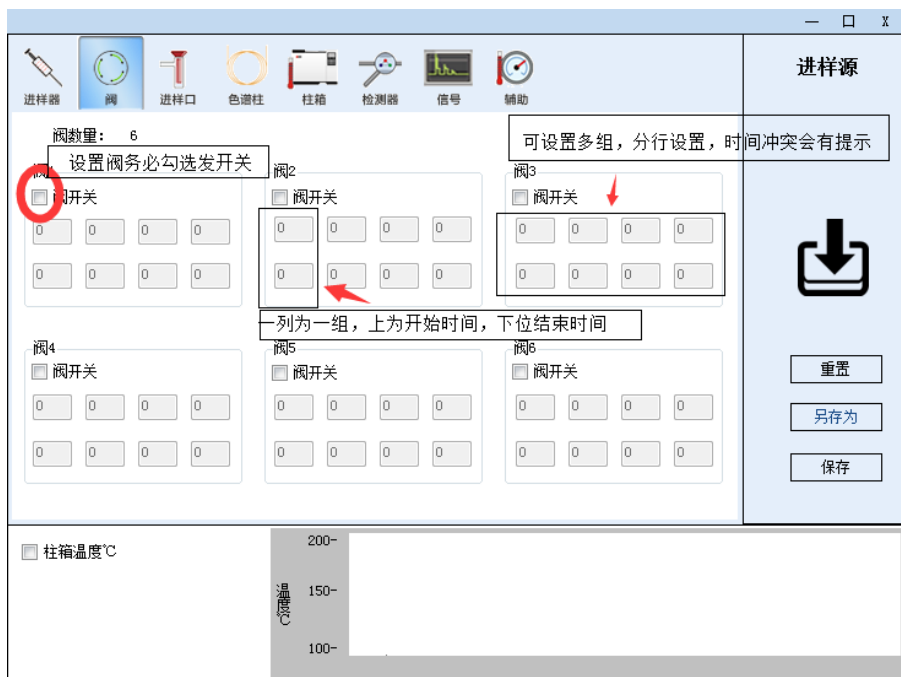 — 口 X
进样器 阀 进样口 色谱柱 柱箱 检测器 信号 辅助
进样源
阀数量: 6
设置阀务必勾选发开关
可设置多组，分行设置，时间冲突会有提示
阀2 阀3
阀开关 阀开关 阀开关
0 0 0 0 0 0 0 0 0 0 0 0
0 0 0 0 0 0 0 0 0 0 0 0
一列为一组，上为开始时间，下位结束时间
阀4 阀5 阀6
阀开关 阀开关 阀开关
0 0 0 0 0 0 0 0 0 0 0 0
0 0 0 0 0 0 0 0 0 0 0 0
重置
另存为
保存
柱箱温度℃
温度℃
200-
150-
100-